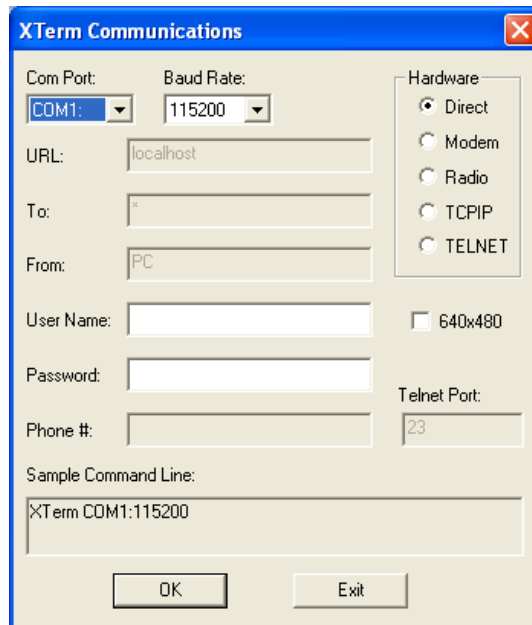 XTerm Communications
Com Port: Baud Rate:
COM1: 115200
Hardware
Direct
Modem
Radio
TCPIP
TELNET
URL: localhost
To: *
From: PC
User Name:
640x480
Password:
Telnet Port:
Phone #: 23
Sample Command Line:
XTerm COM1:115200
OK Exit